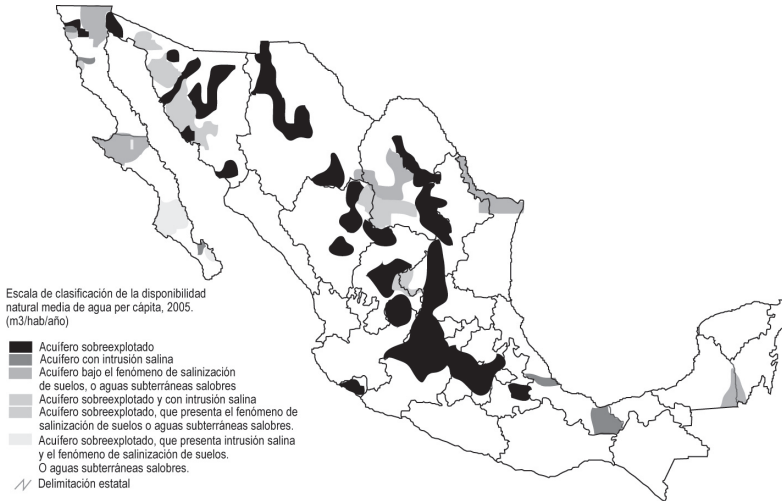 Escala de clasificación de la disponibilidad
natural media de agua per cápita, 2005.
(m3/hab/año)
Acuífero sobreexplotado
Acuífero con intrusión salina
Acuífero bajo el fenómeno de salinización
de suelos, o aguas subterráneas salobres
Acuífero sobreexplotado y con intrusión salina
Acuífero sobreexplotado, que presenta el fenómeno de
salinización de suelos o aguas subterráneas salobres.
Acuífero sobreexplotado, que presenta intrusión salina
y el fenómeno de salinización de suelos.
O aguas subterráneas salobres.
Delimitación estatal